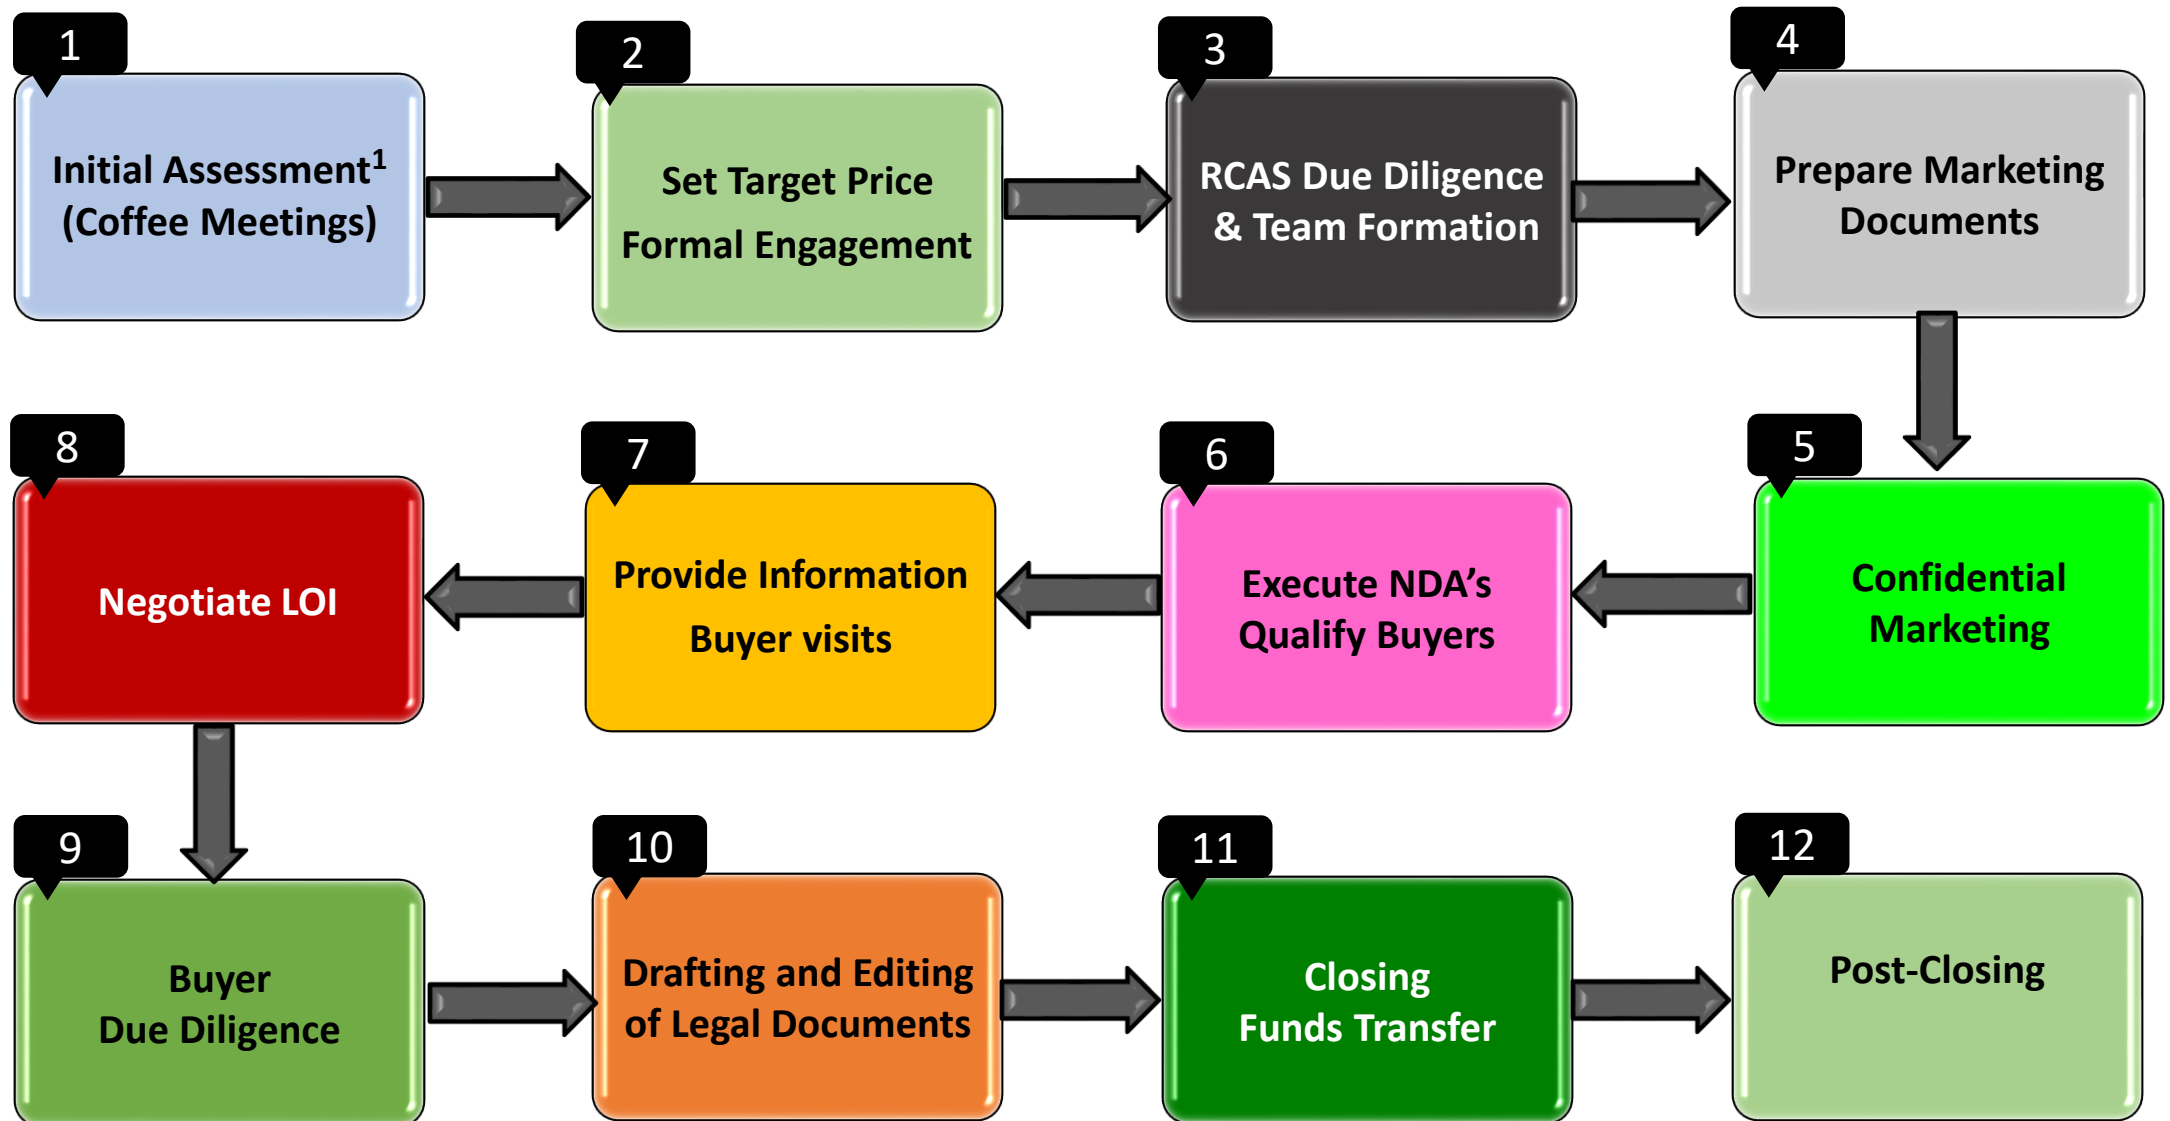 1
Initial Assessment1
(Coffee Meetings)
2
Set Target Price
Formal Engagement
3
RCAS Due Diligence
& Team Formation
4
Prepare Marketing
Documents
5
Confidential
Marketing
6
Execute NDA’s
Qualify Buyers
7
Provide Information
Buyer visits
8
Negotiate LOI
9
Buyer
Due Diligence
10
Drafting and Editing
of Legal Documents
11
Closing
Funds Transfer
12
Post-Closing